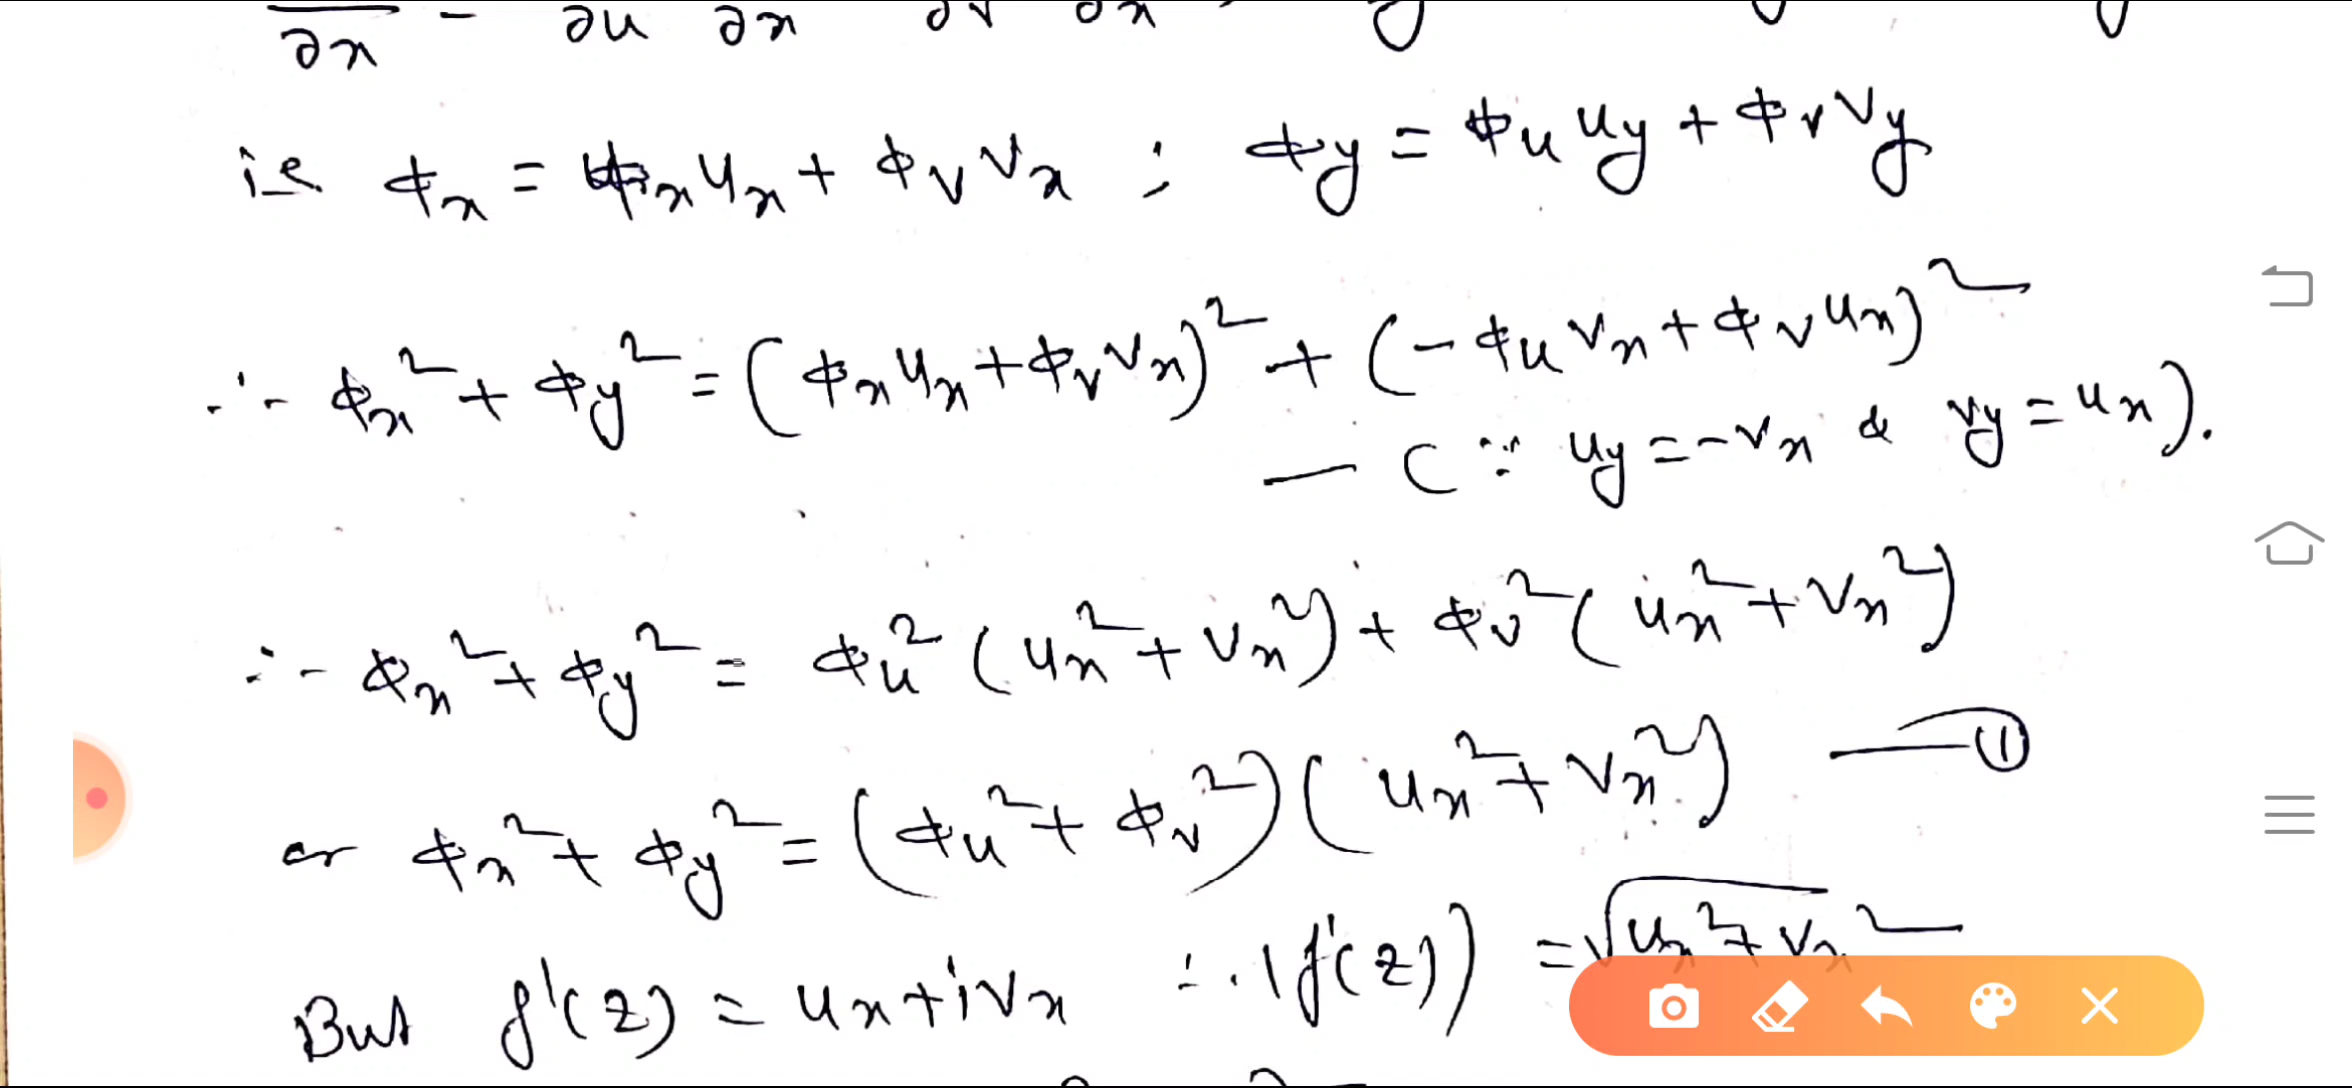 ∂x = ∂u ∂x ∂v ∂x
i.e ϕx = ϕx ux + ϕv vx ; ϕy = ϕu uy + ϕv vy
∴ ϕx² + ϕy² = (ϕx ux + ϕv vx)² + (-ϕu vx + ϕv ux)²
— (∵ uy = -vx & vy = ux).
∴ ϕx² + ϕy² = ϕu² (ux² + vx²) + ϕv² (ux² + vx²)
or ϕx² + ϕy² = (ϕu² + ϕv²)(ux² + vx²) — ①
But f'(z) = ux + ivx ∴ |f'(z)| = √ux² + vx²